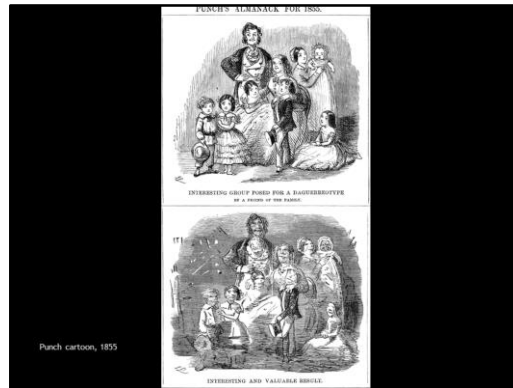 PUNCH'S ALMANACK FOR 1855.
INTERESTING GROUP POSED FOR A DAGUERREOTYPE
BY A FRIEND OF THE FAMILY.
INTERESTING AND VALUABLE RESULT.
Punch cartoon, 1855